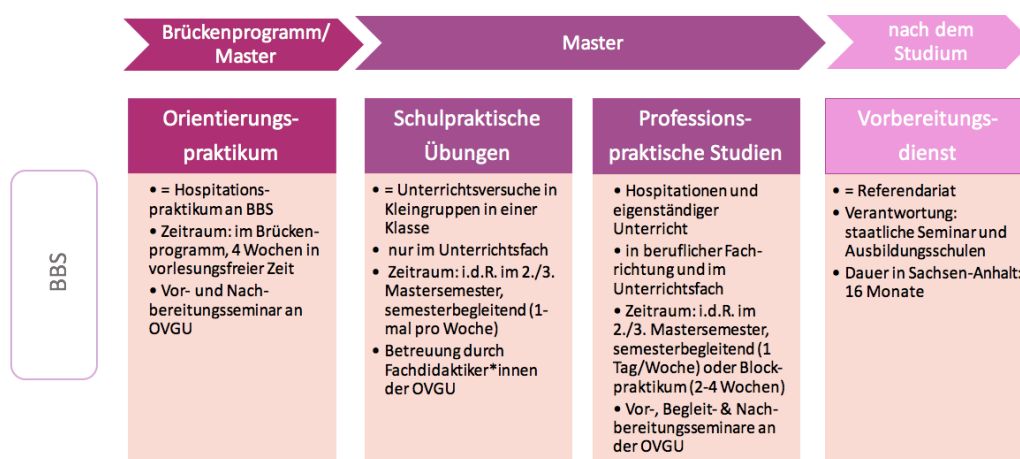 Brückenprogramm/
Master
Master
nach dem
Studium
BBS
Orientierungs-
praktikum
• = Hospitations-
praktikum an BBS
• Zeitraum: im Brücken-
programm, 4 Wochen in
vorlesungsfreier Zeit
• Vor- und Nach-
bereitungsseminar an
OVGU
Schulpraktische
Übungen
• = Unterrichtsversuche in
Kleingruppen in einer
Klasse
• nur im Unterrichtsfach
• Zeitraum: i.d.R. im 2./3.
Mastersemester,
semesterbegleitend (1-
mal pro Woche)
• Betreuung durch
Fachdidaktiker*innen
der OVGU
Professions-
praktische Studien
• Hospitationen und
eigenständiger
Unterricht
• in beruflicher Fach-
richtung und im
Unterrichtsfach
• Zeitraum: i.d.R. im
2./3. Mastersemester,
semesterbegleitend (1
Tag/Woche) oder Block-
praktikum (2-4 Wochen)
• Vor-, Begleit- & Nach-
bereitungsseminare an
der OVGU
Vorbereitungs-
dienst
• = Referendariat
• Verantwortung:
staatliche Seminar und
Ausbildungsschulen
• Dauer in Sachsen-Anhalt:
16 Monate